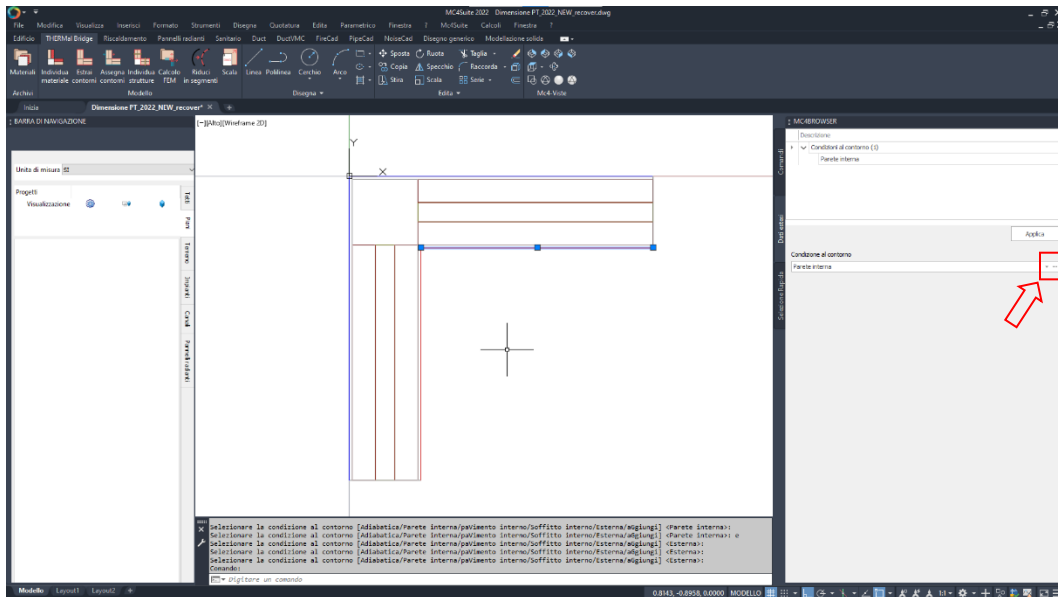 MC4Suite 2022 Dimensione PT_2022_NEW_recover.dwg
File Modifica Visualizza Inserisci Formato Strumenti Disegna Quotatura Edita Parametrico Finestra ? Mc4Suite Calcoli Finestra ?
Edificio THERMal Bridge Riscaldamento Pannelli radianti Sanitario Duct DuctVMC FireCad PipeCad NoiseCad Disegno generico Modellazione solida
Materiali Individua materiale Estrai contorni Assegna contorni Individua strutture Calcolo FEM Riduci in segmenti Scala Linea Polilinea Cerchio Arco
Sposta Ruota Taglia
Copia Specchio Raccorda
Stira Scala Serie
Archivi Modello Disegna Edita Mc4-Viste
Inizia Dimensione PT_2022_NEW_recover*
BARRA DI NAVIGAZIONE
Unità di misura SI
Progetti
Visualizzazione
Tutti
Piani
Terreno
Impianti
Canali
Pannelli radianti
[-][Alto][Wireframe 2D]
Y
X
MC4BROWSER
Comandi
Dati estesi
Selezione Rapida
Descrizione
Condizioni al contorno (1)
Parete interna
Applica
Condizione al contorno
Parete interna
Selezionare la condizione al contorno [Adiabatica/Parete interna/paVimento interno/Soffitto interno/Esterna/aGgiungi] <Parete interna>:
Selezionare la condizione al contorno [Adiabatica/Parete interna/paVimento interno/Soffitto interno/Esterna/aGgiungi] <Parete interna>: e
Selezionare la condizione al contorno [Adiabatica/Parete interna/paVimento interno/Soffitto interno/Esterna/aGgiungi] <Esterna>:
Selezionare la condizione al contorno [Adiabatica/Parete interna/paVimento interno/Soffitto interno/Esterna/aGgiungi] <Esterna>:
Selezionare la condizione al contorno [Adiabatica/Parete interna/paVimento interno/Soffitto interno/Esterna/aGgiungi] <Esterna>:
Comando:
Digitare un comando
Modello Layout1 Layout2 +
0.8143, -0.8958, 0.0000 MODELLO 1:1